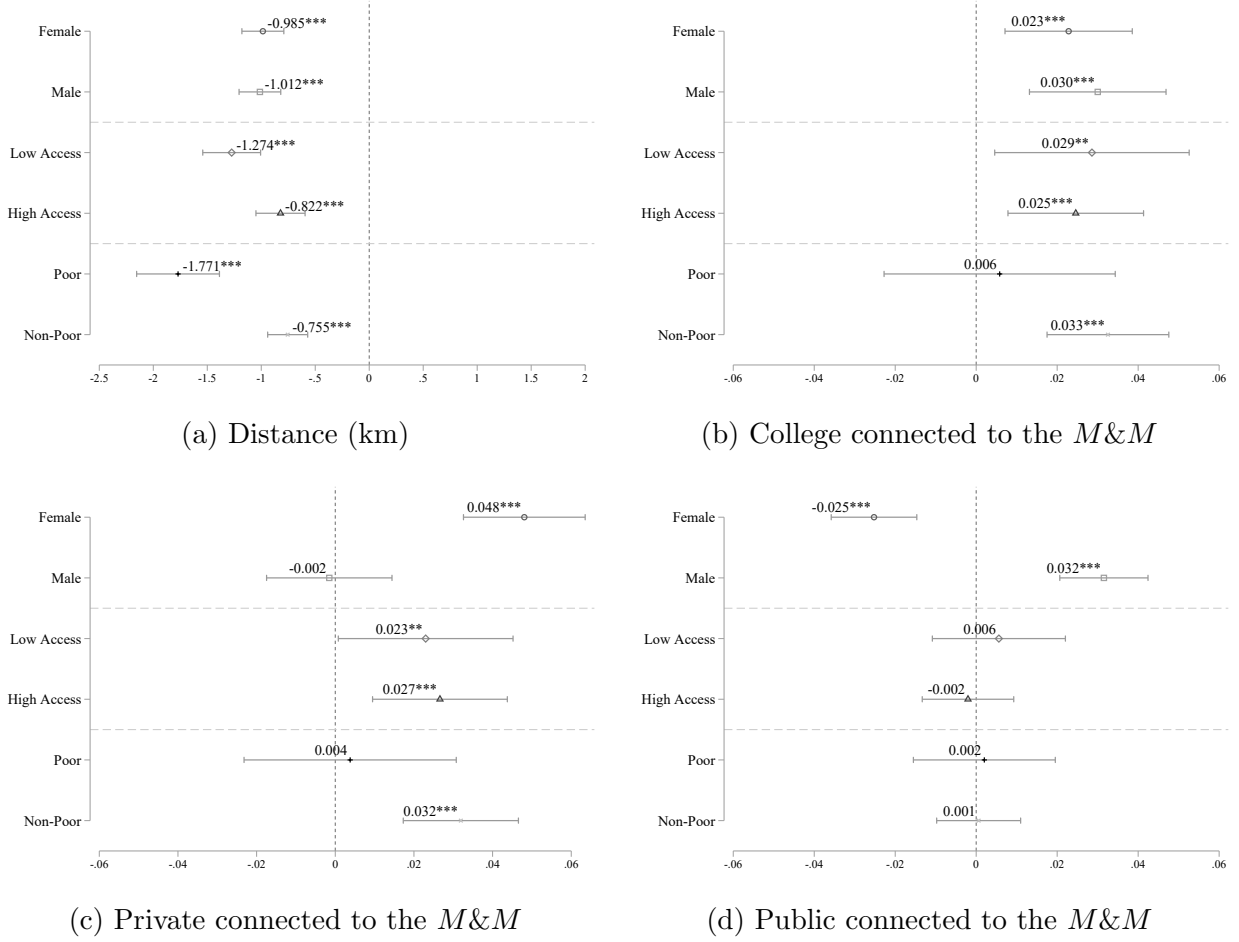 Female
-0.985***
Male
-1.012***
Low Access
-1.274***
High Access
-0.822***
Poor
-1.771***
Non-Poor
-0.755***
-2.5 -2 -1.5 -1 -.5 0 .5 1 1.5 2
(a) Distance (km)
Female
0.023***
Male
0.030***
Low Access
0.029**
High Access
0.025***
Poor
0.006
Non-Poor
0.033***
-.06 -.04 -.02 0 .02 .04 .06
(b) College connected to the M&M
Female
0.048***
Male
-0.002
Low Access
0.023**
High Access
0.027***
Poor
0.004
Non-Poor
0.032***
-.06 -.04 -.02 0 .02 .04 .06
(c) Private connected to the M&M
Female
-0.025***
Male
0.032***
Low Access
0.006
High Access
-0.002
Poor
0.002
Non-Poor
0.001
-.06 -.04 -.02 0 .02 .04 .06
(d) Public connected to the M&M